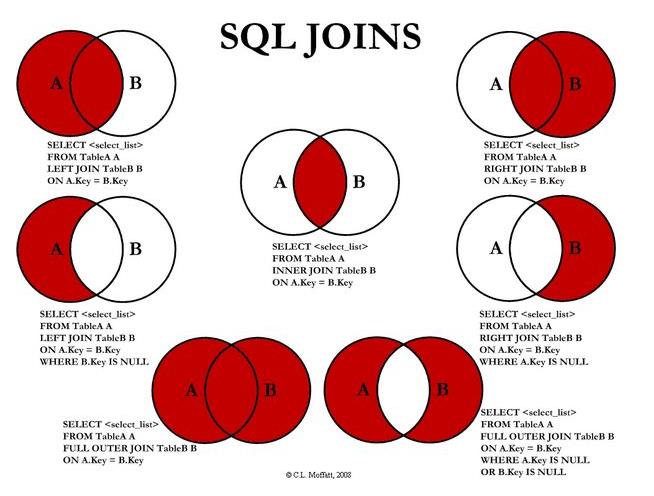 SQL JOINS
A B
SELECT <select_list>
FROM TableA A
LEFT JOIN TableB B
ON A.Key = B.Key
A B
SELECT <select_list>
FROM TableA A
RIGHT JOIN TableB B
ON A.Key = B.Key
A B
SELECT <select_list>
FROM TableA A
INNER JOIN TableB B
ON A.Key = B.Key
A B
SELECT <select_list>
FROM TableA A
LEFT JOIN TableB B
ON A.Key = B.Key
WHERE B.Key IS NULL
A B
SELECT <select_list>
FROM TableA A
RIGHT JOIN TableB B
ON A.Key = B.Key
WHERE A.Key IS NULL
A B
SELECT <select_list>
FROM TableA A
FULL OUTER JOIN TableB B
ON A.Key = B.Key
A B
SELECT <select_list>
FROM TableA A
FULL OUTER JOIN TableB B
ON A.Key = B.Key
WHERE A.Key IS NULL
OR B.Key IS NULL
© C.L. Moffatt, 2008